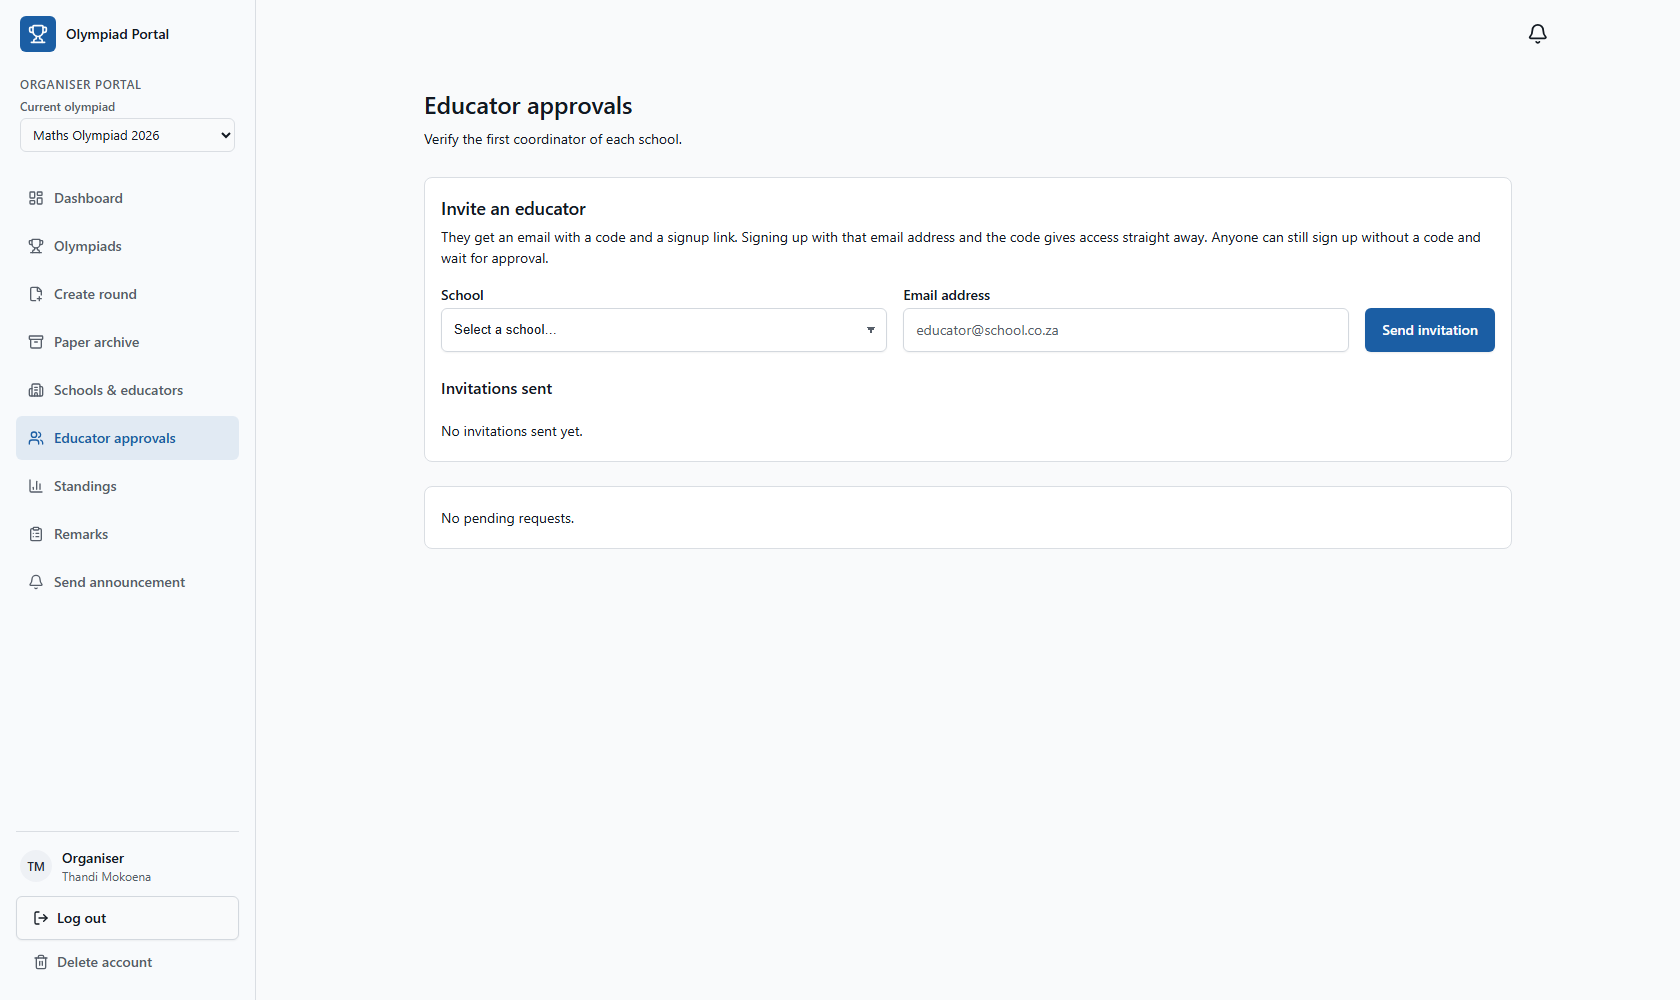 Olympiad Portal
ORGANISER PORTAL
Current olympiad
Maths Olympiad 2026
Dashboard
Olympiads
Create round
Paper archive
Schools & educators
Educator approvals
Standings
Remarks
Send announcement
TM
Organiser
Thandi Mokoena
Log out
Delete account
Educator approvals
Verify the first coordinator of each school.
Invite an educator
They get an email with a code and a signup link. Signing up with that email address and the code gives access straight away. Anyone can still sign up without a code and
wait for approval.
School
Select a school...
Email address
educator@school.co.za
Send invitation
Invitations sent
No invitations sent yet.
No pending requests.